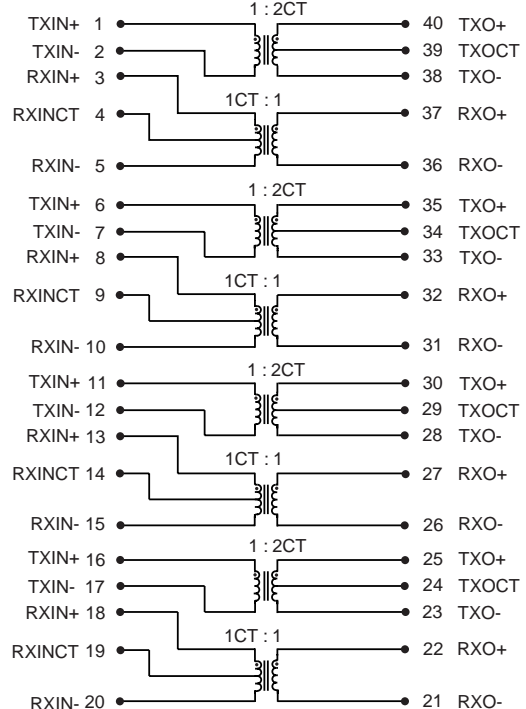 1 : 2CT
TXIN+ 1 40 TXO+
TXIN- 2 39 TXOCT
RXIN+ 3 38 TXO-
1CT : 1
RXINCT 4 37 RXO+
RXIN- 5 36 RXO-
1 : 2CT
TXIN+ 6 35 TXO+
TXIN- 7 34 TXOCT
RXIN+ 8 33 TXO-
1CT : 1
RXINCT 9 32 RXO+
RXIN- 10 31 RXO-
1 : 2CT
TXIN+ 11 30 TXO+
TXIN- 12 29 TXOCT
RXIN+ 13 28 TXO-
1CT : 1
RXINCT 14 27 RXO+
RXIN- 15 26 RXO-
1 : 2CT
TXIN+ 16 25 TXO+
TXIN- 17 24 TXOCT
RXIN+ 18 23 TXO-
1CT : 1
RXINCT 19 22 RXO+
RXIN- 20 21 RXO-